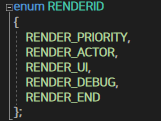 enum RENDERID
{
RENDER_PRIORITY,
RENDER_ACTOR,
RENDER_UI,
RENDER_DEBUG,
RENDER_END
};